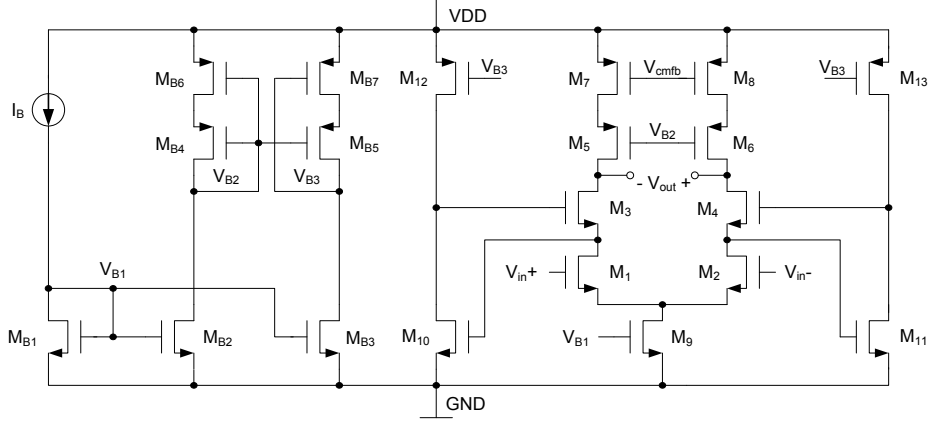 VDD
M_B6 M_B7 M_12 V_B3 M_7 V_cmfb M_8 V_B3 M_13
I_B
M_B4 M_B5 M_5 V_B2 M_6
V_B2 V_B3
- V_out +
M_3 M_4
V_B1 V_in+ M_1 M_2 V_in-
M_B1 M_B2 M_B3 M_10 V_B1 M_9 M_11
GND